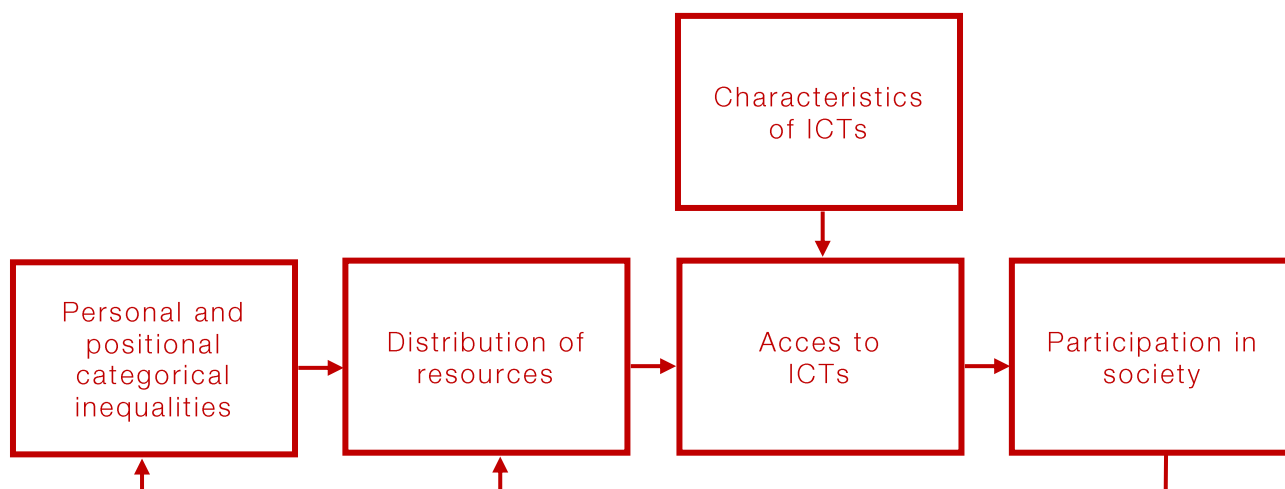 Characteristics
of ICTs
Personal and
positional
categorical
inequalities
Distribution of
resources
Acces to
ICTs
Participation in
society